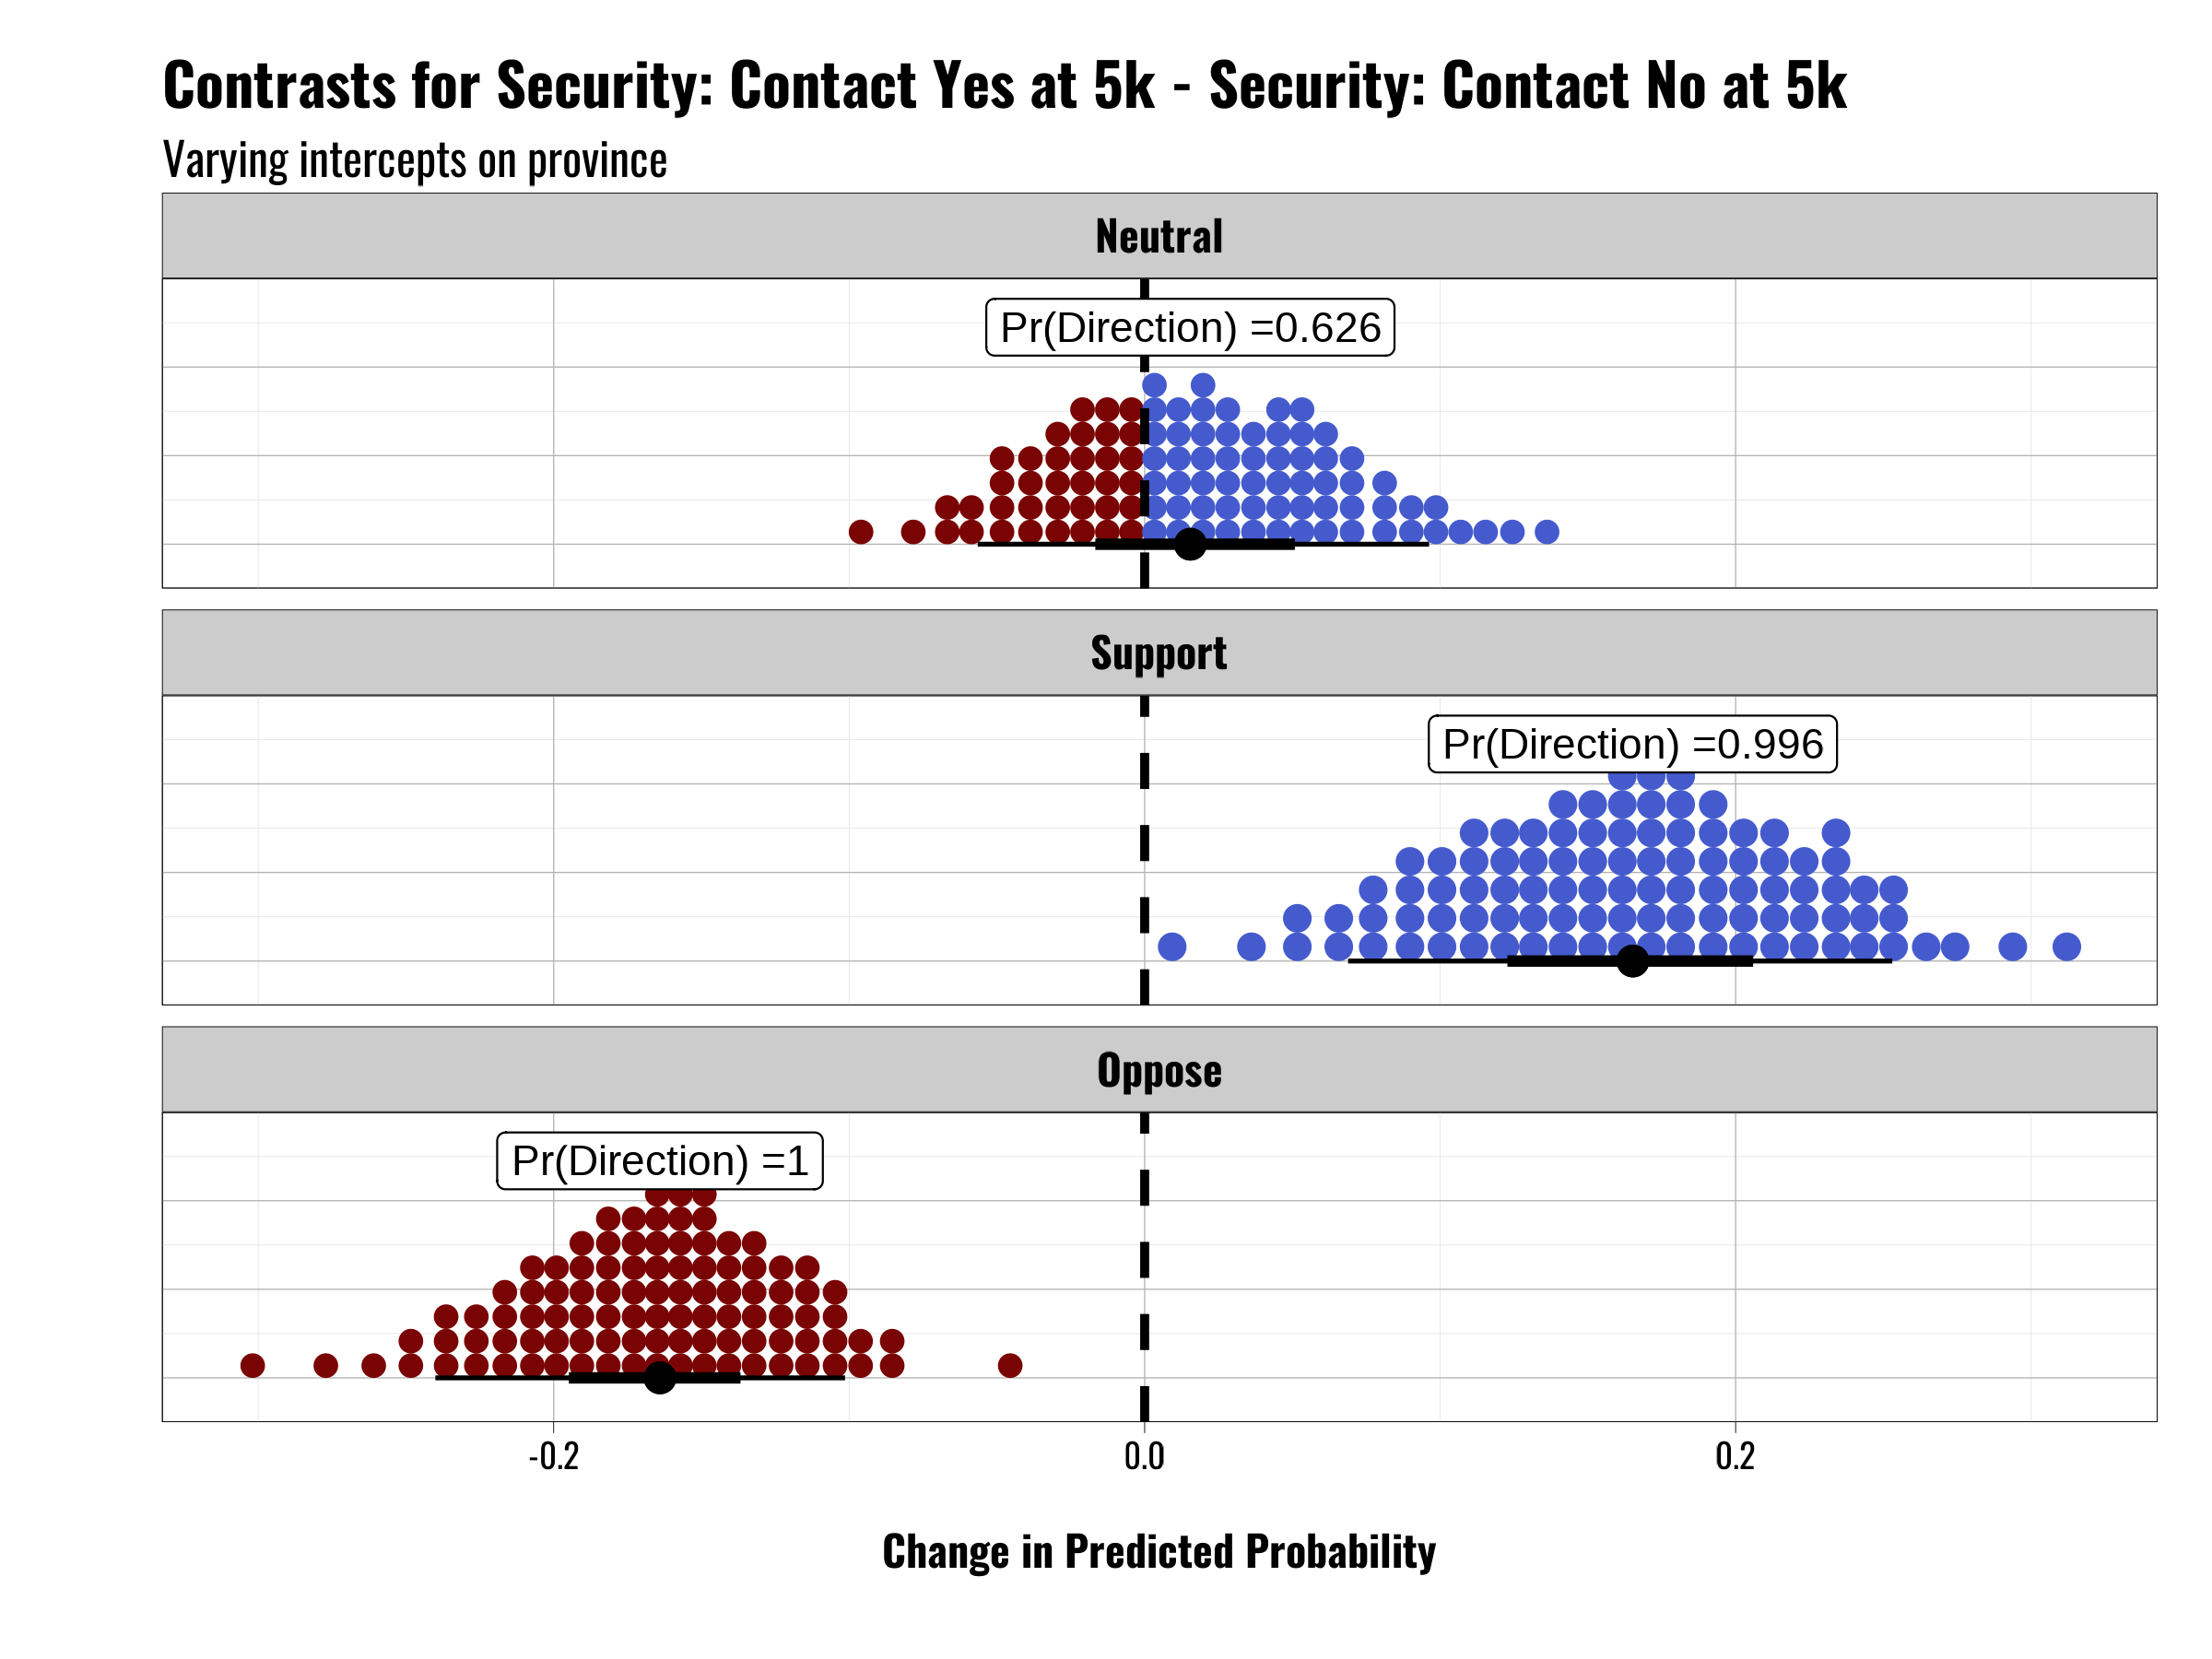 Contrasts for Security: Contact Yes at 5k - Security: Contact No at 5k
Varying intercepts on province
Neutral
Pr(Direction) =0.626
Support
Pr(Direction) =0.996
Oppose
Pr(Direction) =1
-0.2 0.0 0.2
Change in Predicted Probability